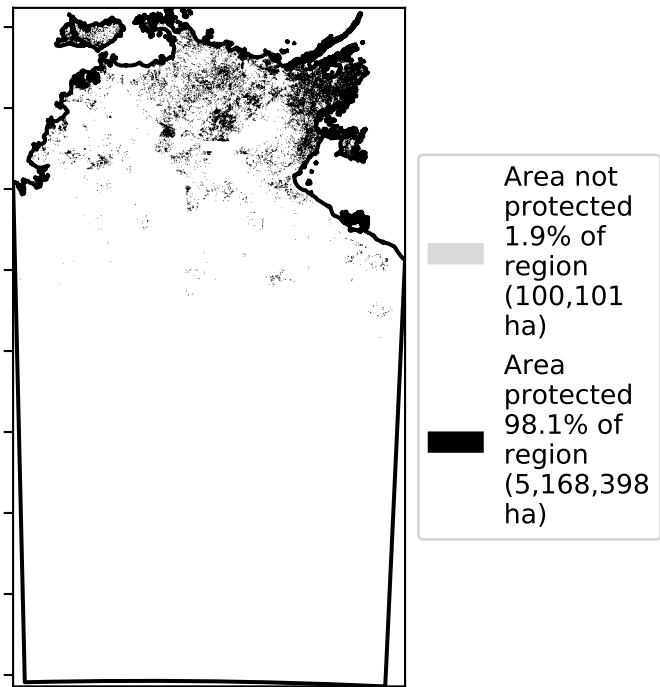 Area not
protected
1.9% of
region
(100,101
ha)
Area
protected
98.1% of
region
(5,168,398
ha)